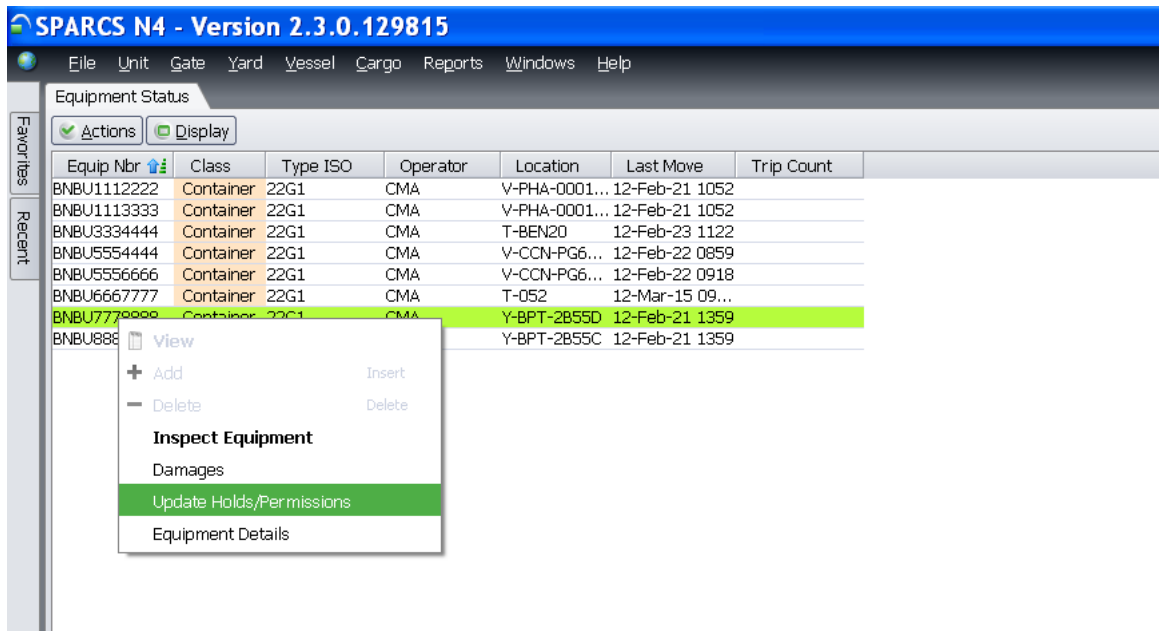 SPARCS N4 - Version 2.3.0.129815
File Unit Gate Yard Vessel Cargo Reports Windows Help
Equipment Status
Favorites
Recent
Actions Display
Equip Nbr Class Type ISO Operator Location Last Move Trip Count
BNBU1112222 Container 22G1 CMA V-PHA-0001... 12-Feb-21 1052
BNBU1113333 Container 22G1 CMA V-PHA-0001... 12-Feb-21 1052
BNBU3334444 Container 22G1 CMA T-BEN20 12-Feb-23 1122
BNBU5554444 Container 22G1 CMA V-CCN-PG6... 12-Feb-22 0859
BNBU5556666 Container 22G1 CMA V-CCN-PG6... 12-Feb-22 0918
BNBU6667777 Container 22G1 CMA T-052 12-Mar-15 09...
Container 22G1 CMA Y-BPT-2B55D 12-Feb-21 1359
BNBU888 Y-BPT-2B55C 12-Feb-21 1359
View
Add Insert
Delete Delete
Inspect Equipment
Damages
Update Holds/Permissions
Equipment Details